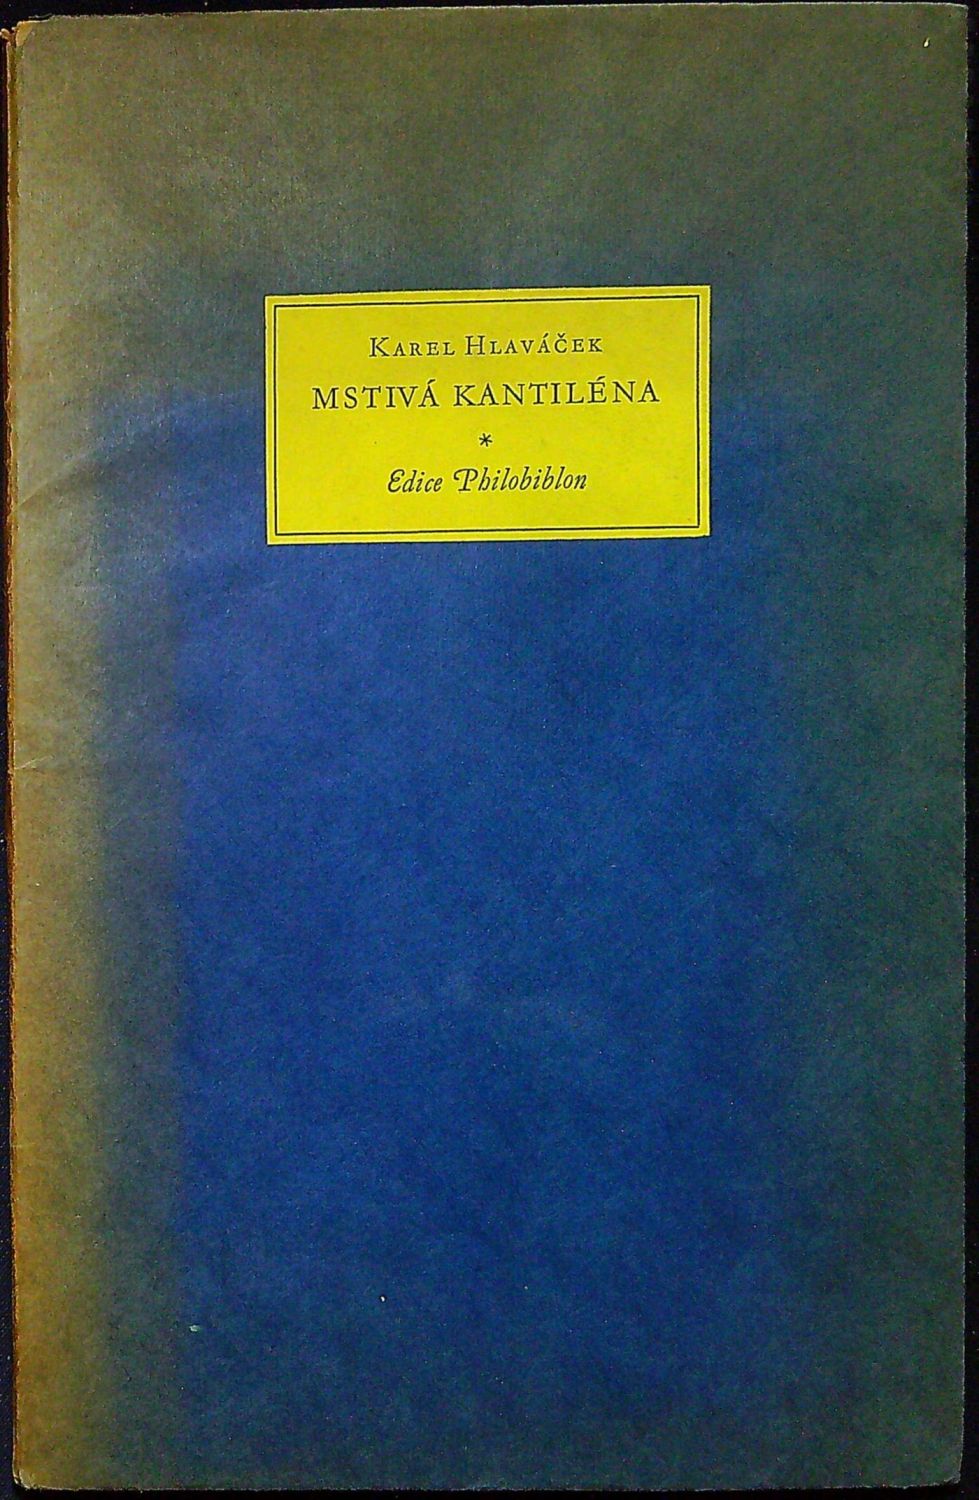 KAREL HLAVÁČEK
MSTIVÁ KANTILÉNA
*
Edice Philobiblon